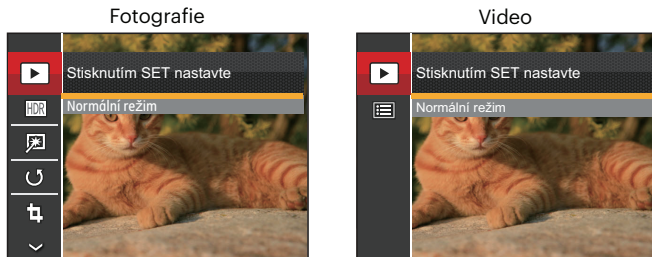 Fotografie
Video
Stisknutím SET nastavte
Stisknutím SET nastavte
HDR
Normální režim
Normální režim